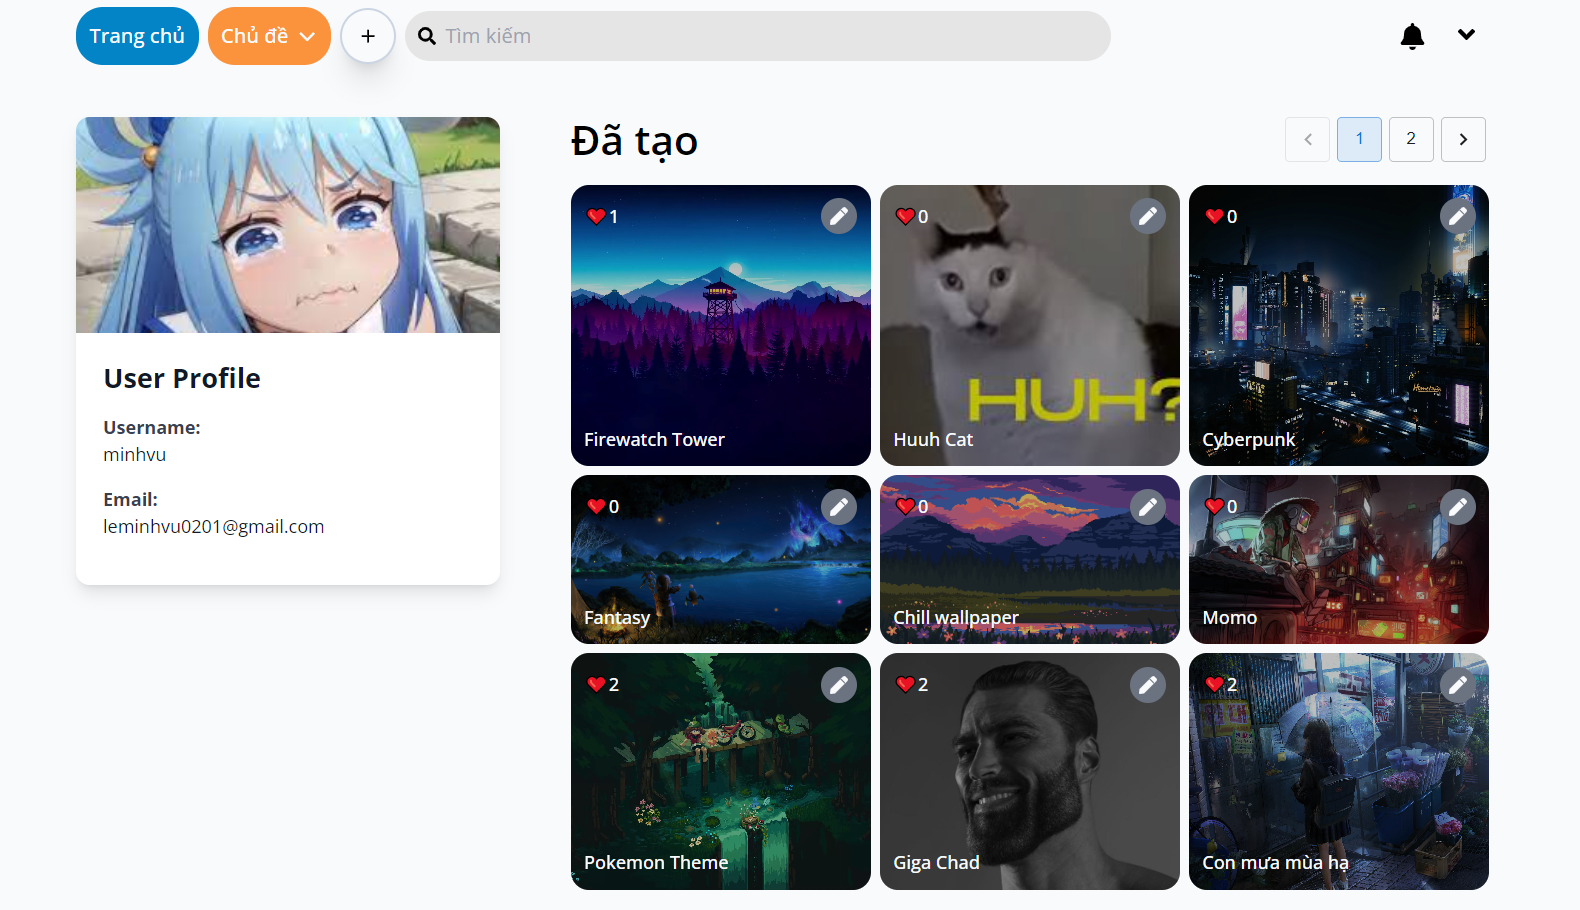 Trang chủ
Chủ đề
+
Tìm kiếm
User Profile
Username:
minhvu
Email:
leminhvu0201@gmail.com
Đã tạo
1
2
1
0
0
HUH?
Firewatch Tower
Huuh Cat
Cyberpunk
0
0
0
Fantasy
Chill wallpaper
Momo
2
2
2
Pokemon Theme
Giga Chad
Con mưa mùa hạ